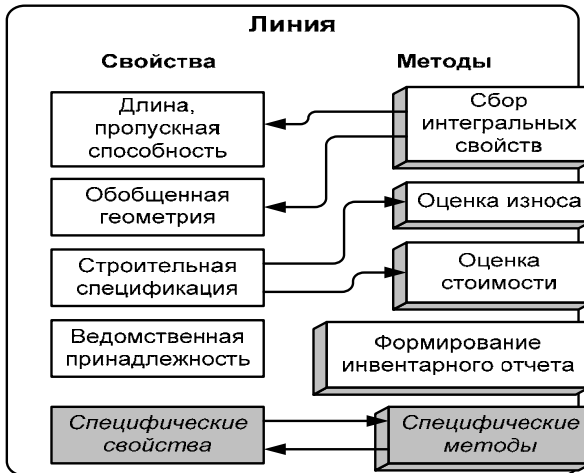 Линия
Свойства
Методы
Длина,
пропускная
способность
Обобщенная
геометрия
Строительная
спецификация
Ведомственная
принадлежность
Специфические
свойства
Сбор
интегральных
свойств
Оценка износа
Оценка
стоимости
Формирование
инвентарного отчета
Специфические
методы